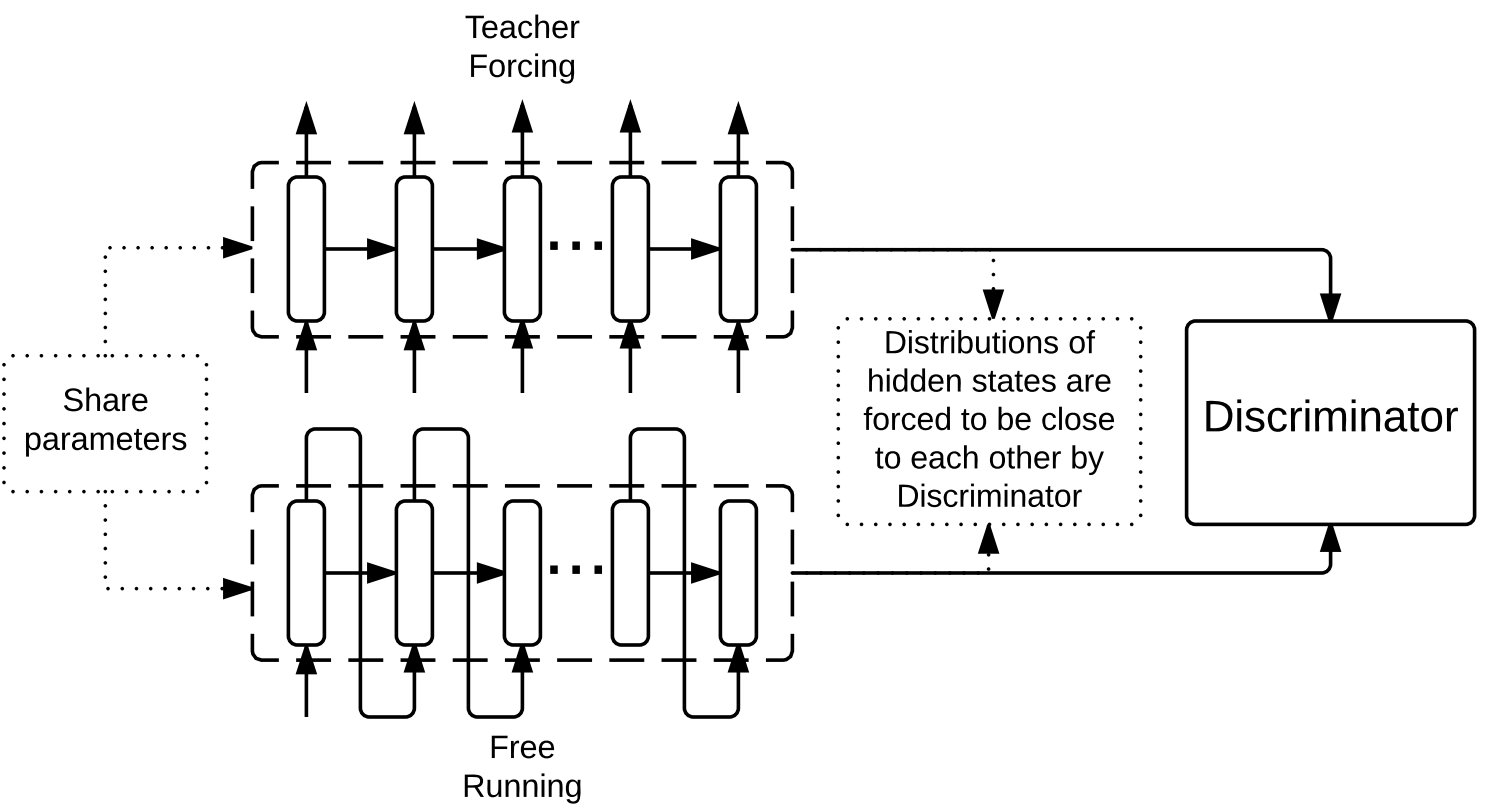 Teacher
Forcing
Share
parameters
Distributions of
hidden states are
forced to be close
to each other by
Discriminator
Discriminator
Free
Running